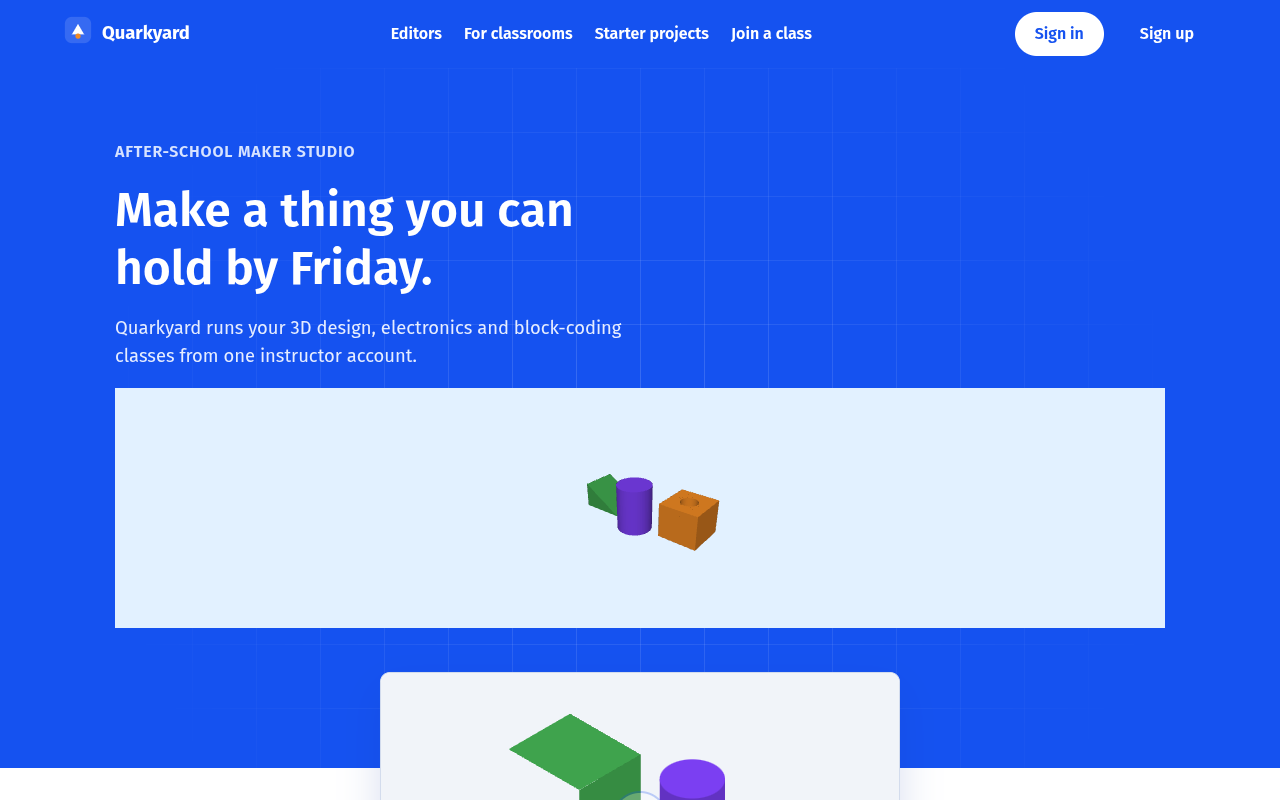 Quarkyard
Editors
For classrooms
Starter projects
Join a class
Sign in
Sign up
AFTER-SCHOOL MAKER STUDIO
Make a thing you can
hold by Friday.
Quarkyard runs your 3D design, electronics and block-coding
classes from one instructor account.